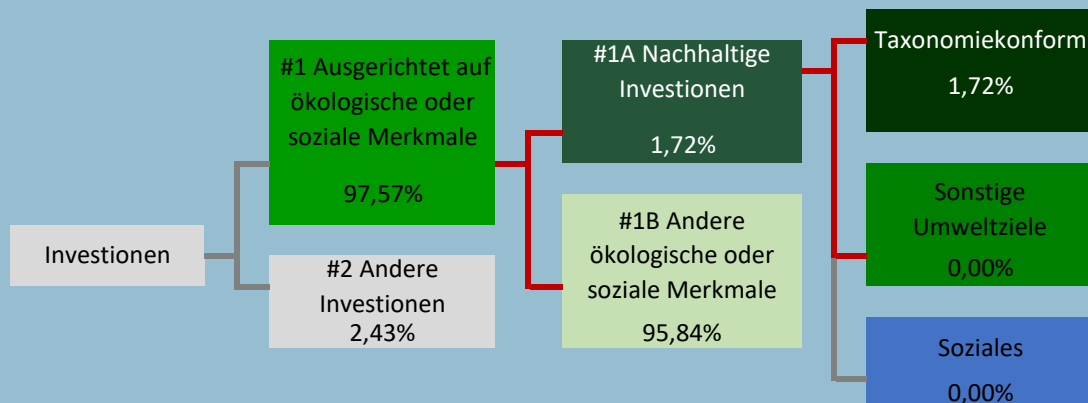 Investionen
#1 Ausgerichtet auf
ökologische oder
soziale Merkmale
97,57%
#2 Andere
Investionen
2,43%
#1A Nachhaltige
Investionen
1,72%
#1B Andere
ökologische oder
soziale Merkmale
95,84%
Taxonomiekonform
1,72%
Sonstige
Umweltziele
0,00%
Soziales
0,00%